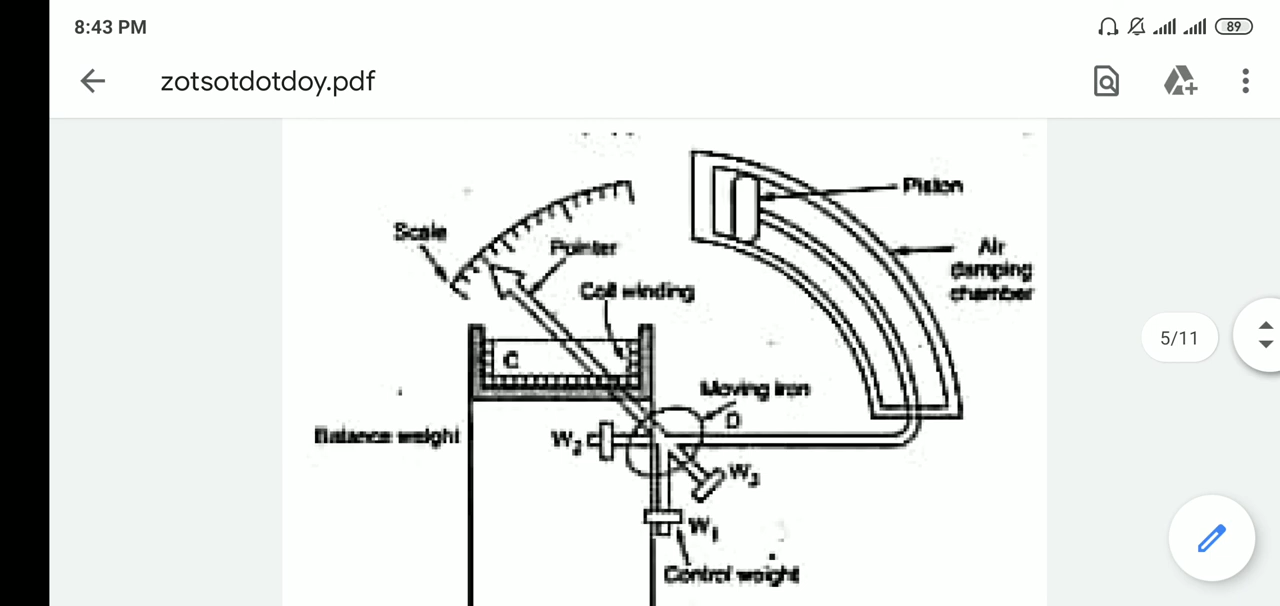 8:43 PM
89
zotsotdotdoy.pdf
Piston
Scale
Pointer
Air
damping
chamber
Coil winding
5/11
C
Moving iron
D
Balance weight
W2
W3
W1
Control weight